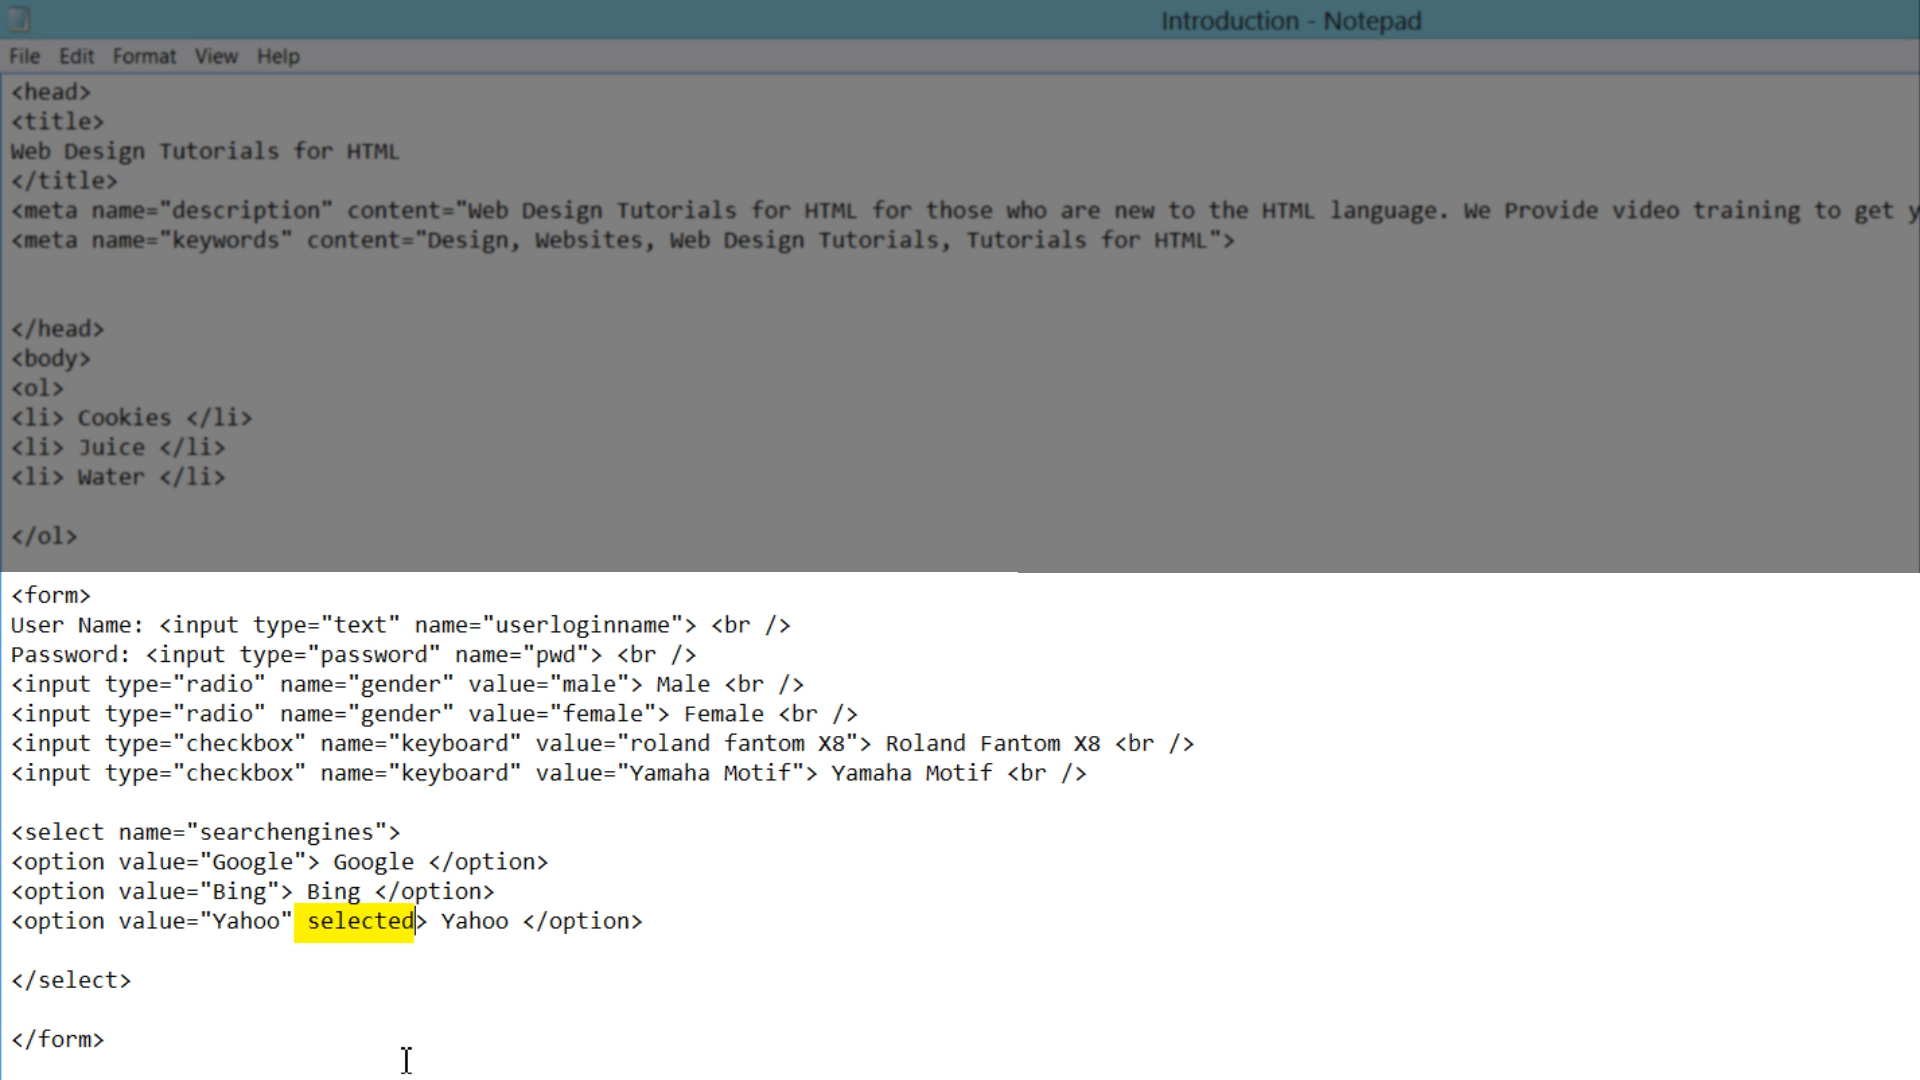 Introduction - Notepad
File Edit Format View Help
<head>
<title>
Web Design Tutorials for HTML
</title>
<meta name="description" content="Web Design Tutorials for HTML for those who are new to the HTML language. We Provide video training to get y
<meta name="keywords" content="Design, Websites, Web Design Tutorials, Tutorials for HTML">
</head>
<body>
<ol>
<li> Cookies </li>
<li> Juice </li>
<li> Water </li>
</ol>
<form>
User Name: <input type="text" name="userloginname"> <br />
Password: <input type="password" name="pwd"> <br />
<input type="radio" name="gender" value="male"> Male <br />
<input type="radio" name="gender" value="female"> Female <br />
<input type="checkbox" name="keyboard" value="roland fantom X8"> Roland Fantom X8 <br />
<input type="checkbox" name="keyboard" value="Yamaha Motif"> Yamaha Motif <br />
<select name="searchengines">
<option value="Google"> Google </option>
<option value="Bing"> Bing </option>
<option value="Yahoo" selected> Yahoo </option>
</select>
</form>